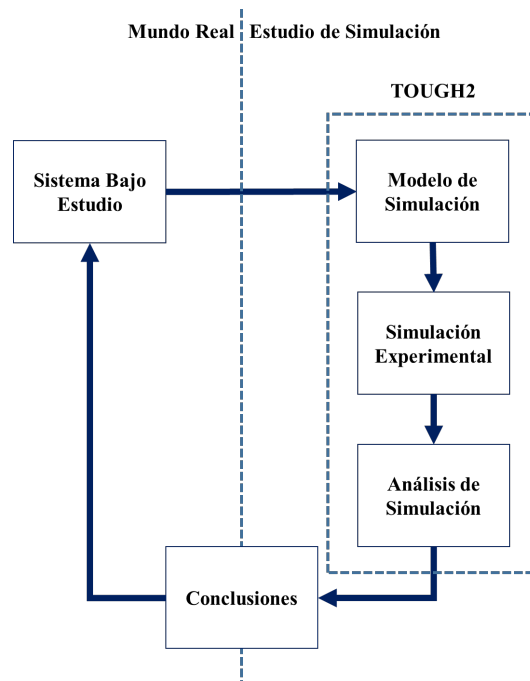 Mundo Real
Estudio de Simulación
TOUGH2
Sistema Bajo
Estudio
Modelo de
Simulación
Simulación
Experimental
Análisis de
Simulación
Conclusiones